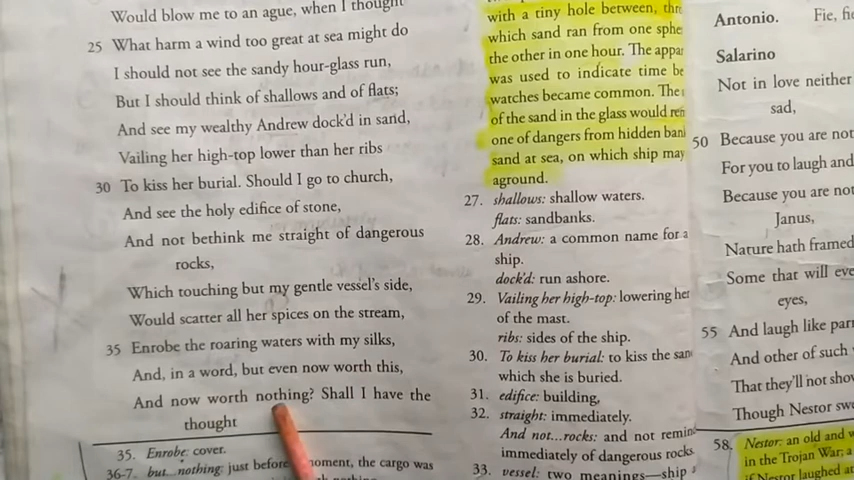 Would blow me to an ague, when I thought
25 What harm a wind too great at sea might do
I should not see the sandy hour-glass run,
But I should think of shallows and of flats;
And see my wealthy Andrew dock'd in sand,
Vailing her high-top lower than her ribs
30 To kiss her burial. Should I go to church,
And see the holy edifice of stone,
And not bethink me straight of dangerous
rocks,
Which touching but my gentle vessel's side,
Would scatter all her spices on the stream,
35 Enrobe the roaring waters with my silks,
And, in a word, but even now worth this,
And now worth nothing? Shall I have the
thought
35. Enrobe: cover.
36-7. but...nothing: just before moment, the cargo was
with a tiny hole between,
which sand ran from one
the other in one hour. The
was used to indicate time
watches became common. The
of the sand in the glass would
one of dangers from hidden
sand at sea, on which ship may
aground.
27. shallows: shallow waters.
flats: sandbanks.
28. Andrew: a common name for a
ship.
dock'd: run ashore.
29. Vailing her high-top: lowering her
of the mast.
ribs: sides of the ship.
30. To kiss her burial: to kiss the
which she is buried.
31. edifice: building,
32. straight: immediately.
And not...rocks: and not
immediately of dangerous rocks
33. vessel: two meanings—ship
Antonio. Fie,
Salarino
Not in love neither
sad,
50 Because you are not
For you to laugh and
Because you are not
Janus,
Nature hath framed
Some that will
eyes,
55 And laugh like
And other of such
That they'll not
Though Nestor
58. Nestor: an old and
in the Trojan War; a
if Nestor laughed at